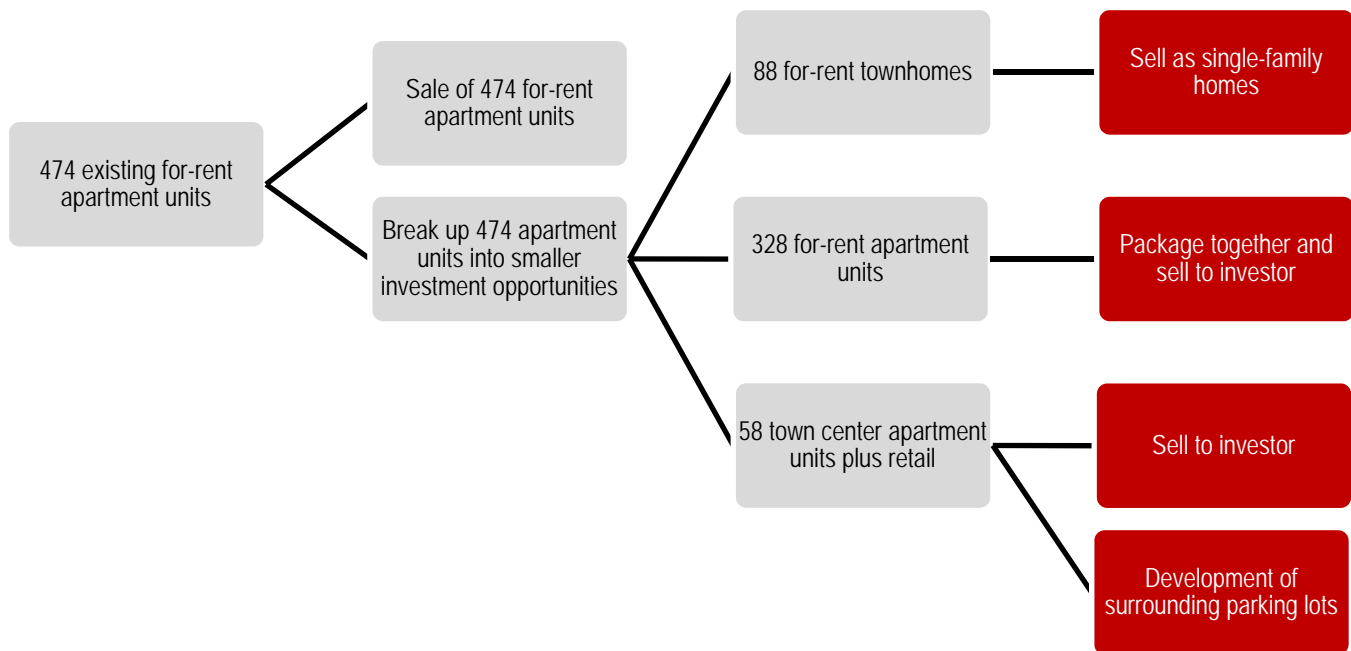 474 existing for-rent
apartment units
Sale of 474 for-rent
apartment units
Break up 474 apartment
units into smaller
investment opportunities
88 for-rent townhomes
328 for-rent apartment
units
58 town center apartment
units plus retail
Sell as single-family
homes
Package together and
sell to investor
Sell to investor
Development of
surrounding parking lots